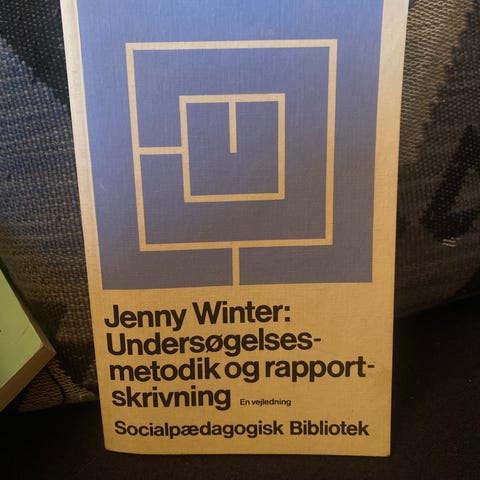 Jenny Winter:
Undersøgelses-
metodik og rapport-
skrivning En vejledning
Socialpædagogisk Bibliotek